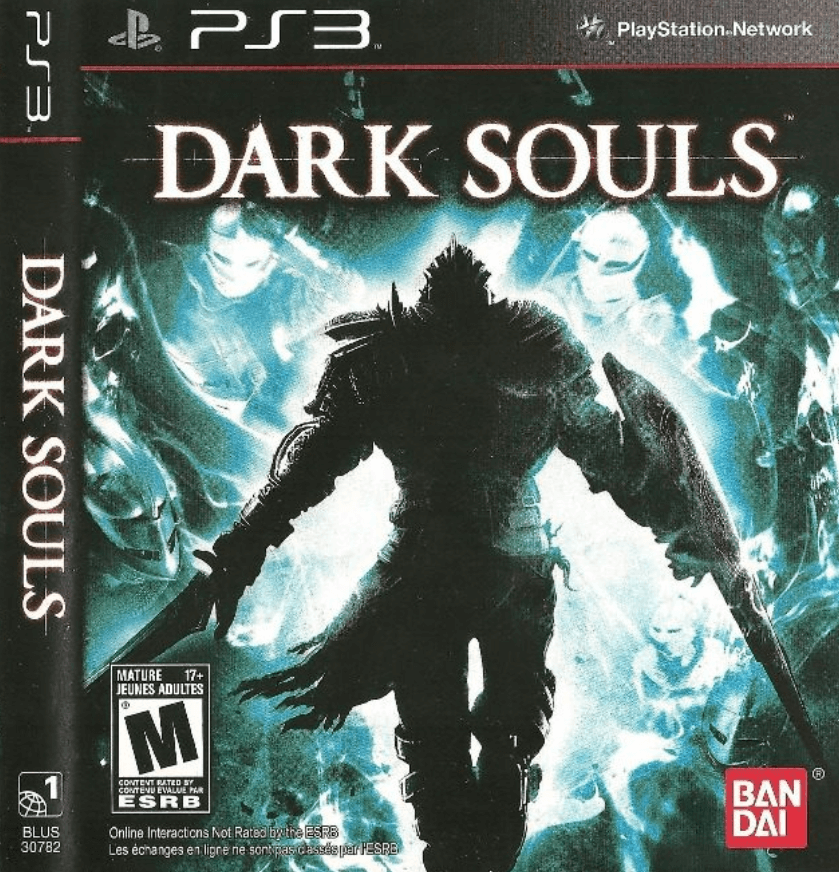 PS3
DARK SOULS
1
BLUS
30782
PS3
PlayStation Network
DARK SOULS
MATURE 17+
JEUNES ADULTES
M
CONTENT RATED BY
CONTENU ÉVALUÉ PAR
ESRB
Online Interactions Not Rated by the ESRB
Les échanges en ligne ne sont pas classés par l'ESRB
BAN
DAI